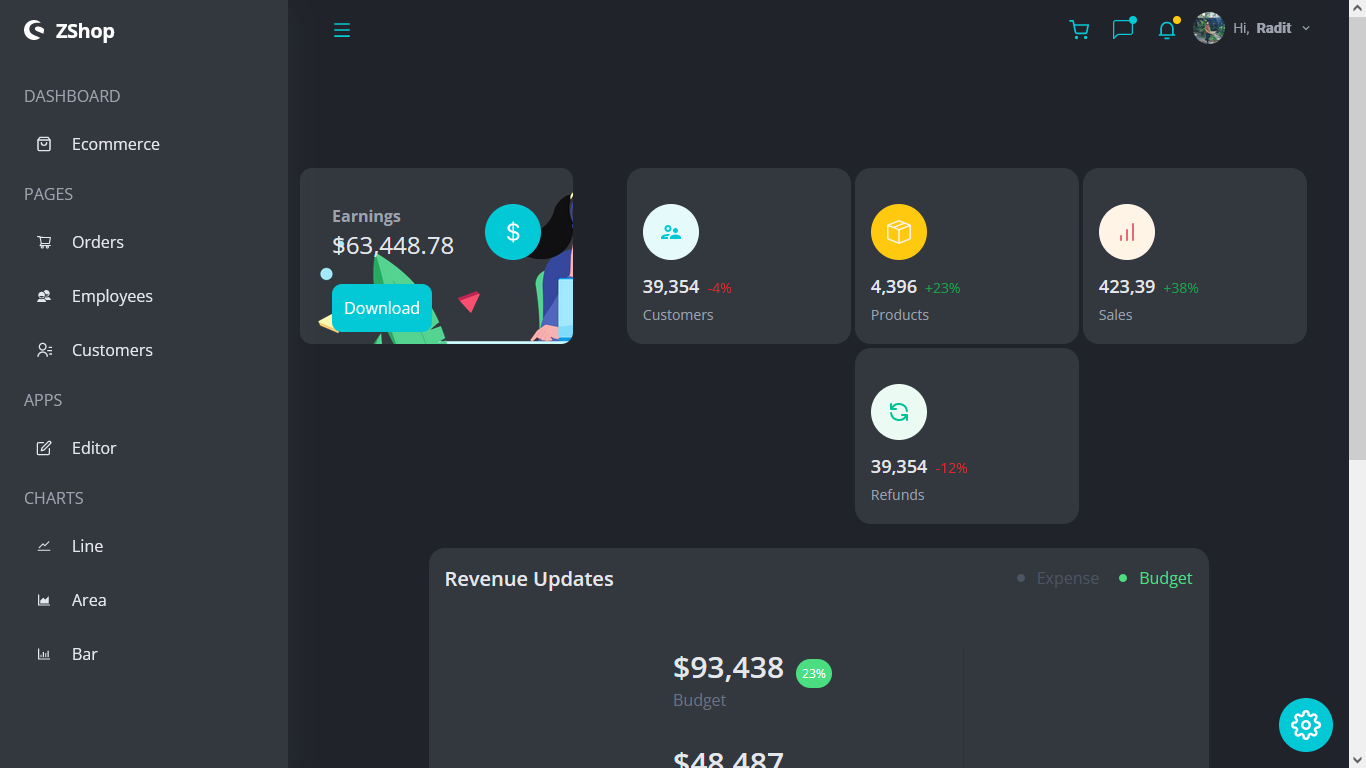 ZShop
Hi, Radit
DASHBOARD
Ecommerce
PAGES
Orders
Employees
Customers
APPS
Editor
CHARTS
Line
Area
Bar
Earnings
$63,448.78
$
Download
39,354 -4%
Customers
4,396 +23%
Products
423,39 +38%
Sales
39,354 -12%
Refunds
Revenue Updates
Expense
Budget
$93,438 23%
Budget
$48,487